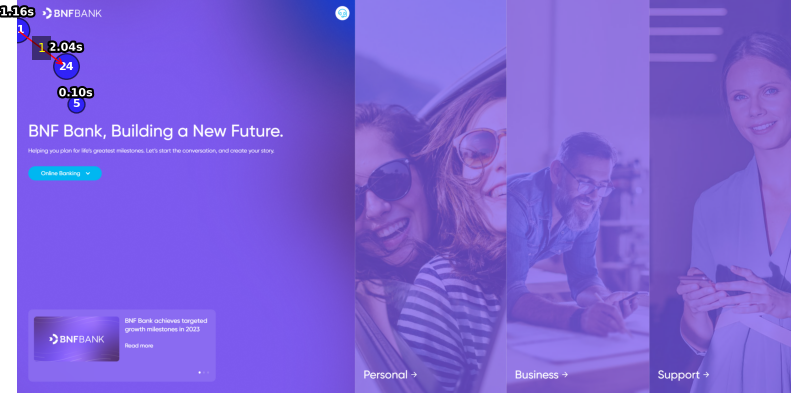 1.16s
BNFBANK
1
1
2.04s
24
0.10s
5
BNF Bank, Building a New Future.
Helping you plan for life's greatest milestones. Let's start the conversation, and create your story.
Online Banking
BNFBANK
BNF Bank achieves targeted
growth milestones in 2023
Read more
Personal →
Business →
Support →